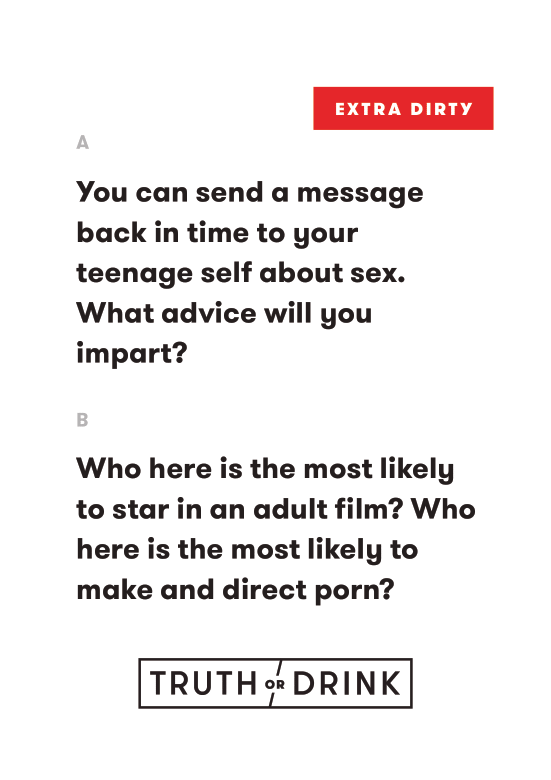 EXTRA DIRTY
A
You can send a message
back in time to your
teenage self about sex.
What advice will you
impart?
B
Who here is the most likely
to star in an adult film? Who
here is the most likely to
make and direct porn?
TRUTH OR DRINK